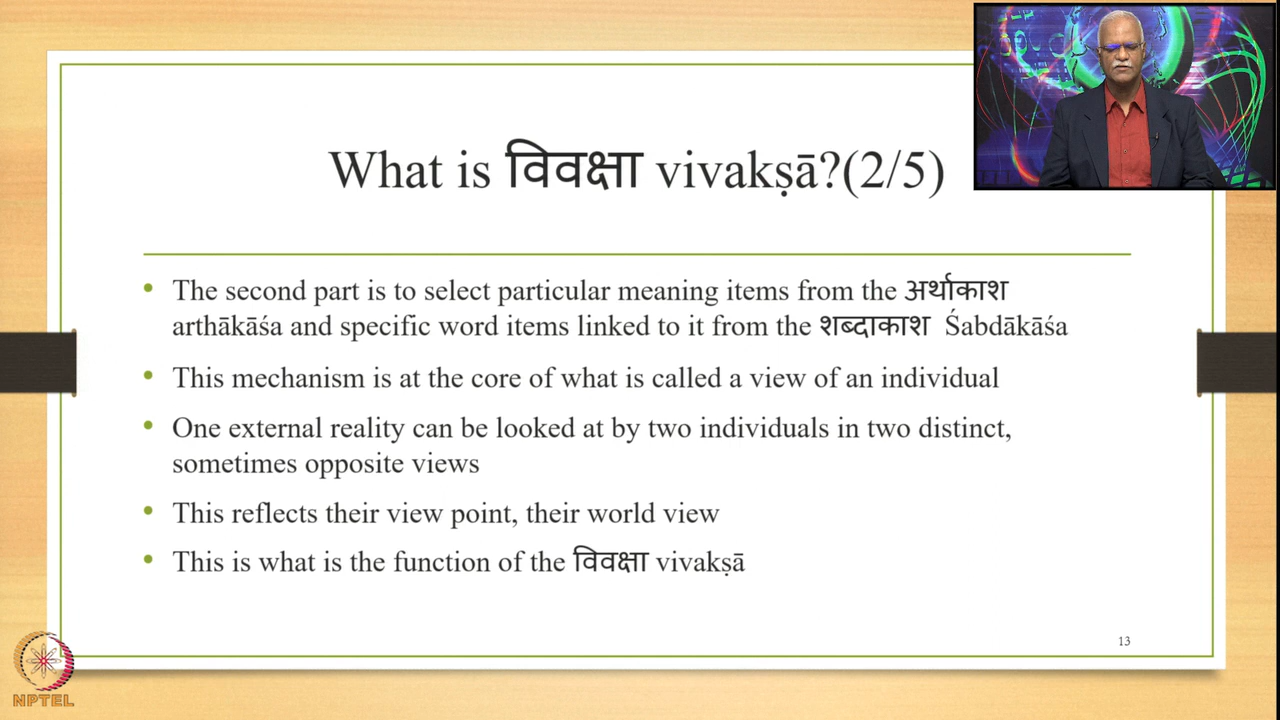 What is विवक्षा vivakṣā?(2/5)
The second part is to select particular meaning items from the अर्थाकाश
arthākāśa and specific word items linked to it from the शब्दाकाश Śabdākāśa
This mechanism is at the core of what is called a view of an individual
One external reality can be looked at by two individuals in two distinct,
sometimes opposite views
This reflects their view point, their world view
This is what is the function of the विवक्षा vivakṣā
13
NPTEL